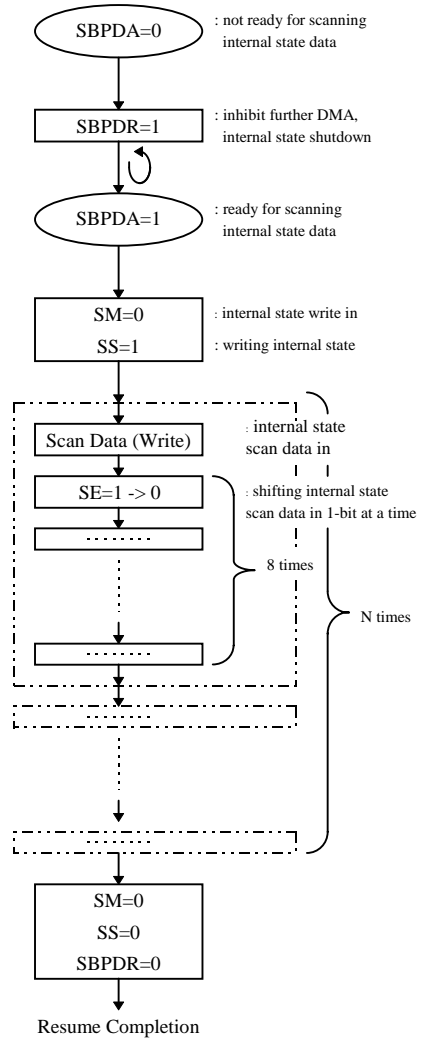 SBPDA=0
: not ready for scanning
internal state data
SBPDR=1
: inhibit further DMA,
internal state shutdown
SBPDA=1
: ready for scanning
internal state data
SM=0
: internal state write in
SS=1
: writing internal state
Scan Data (Write)
: internal state
scan data in
SE=1 -> 0
: shifting internal state
scan data in 1-bit at a time
8 times
N times
SM=0
SS=0
SBPDR=0
Resume Completion